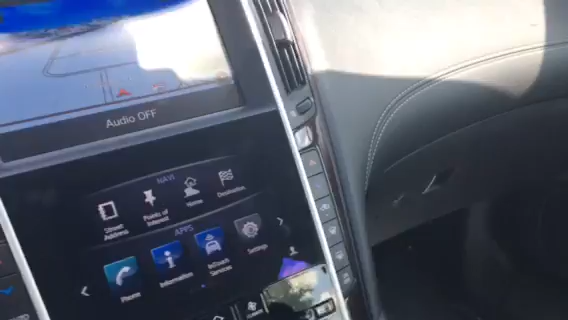 Audio OFF
NAVI
Street Address
Points of Interest
Home
Destination
APPS
Phone
Information
InTouch Services
Settings